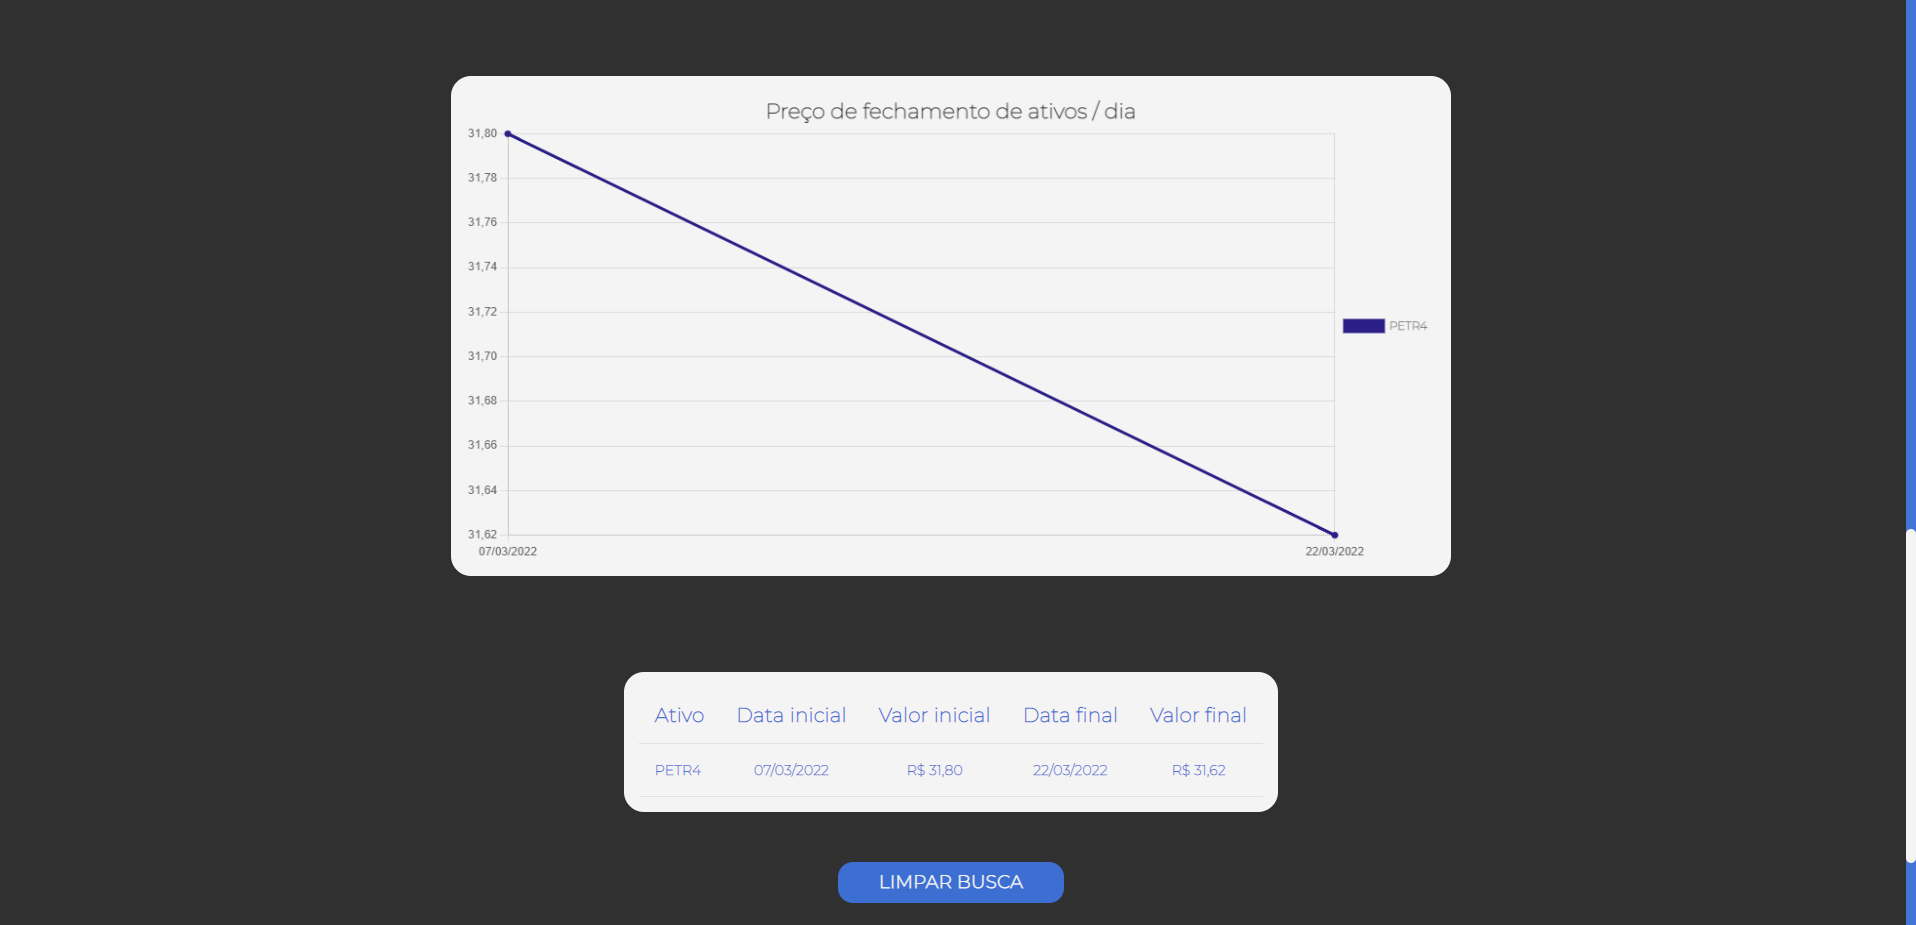 Preço de fechamento de ativos / dia
31,80
31,78
31,76
31,74
31,72
31,70
31,68
31,66
31,64
31,62
07/03/2022 22/03/2022
PETR4
Ativo Data inicial Valor inicial Data final Valor final
PETR4 07/03/2022 R$ 31,80 22/03/2022 R$ 31,62
LIMPAR BUSCA